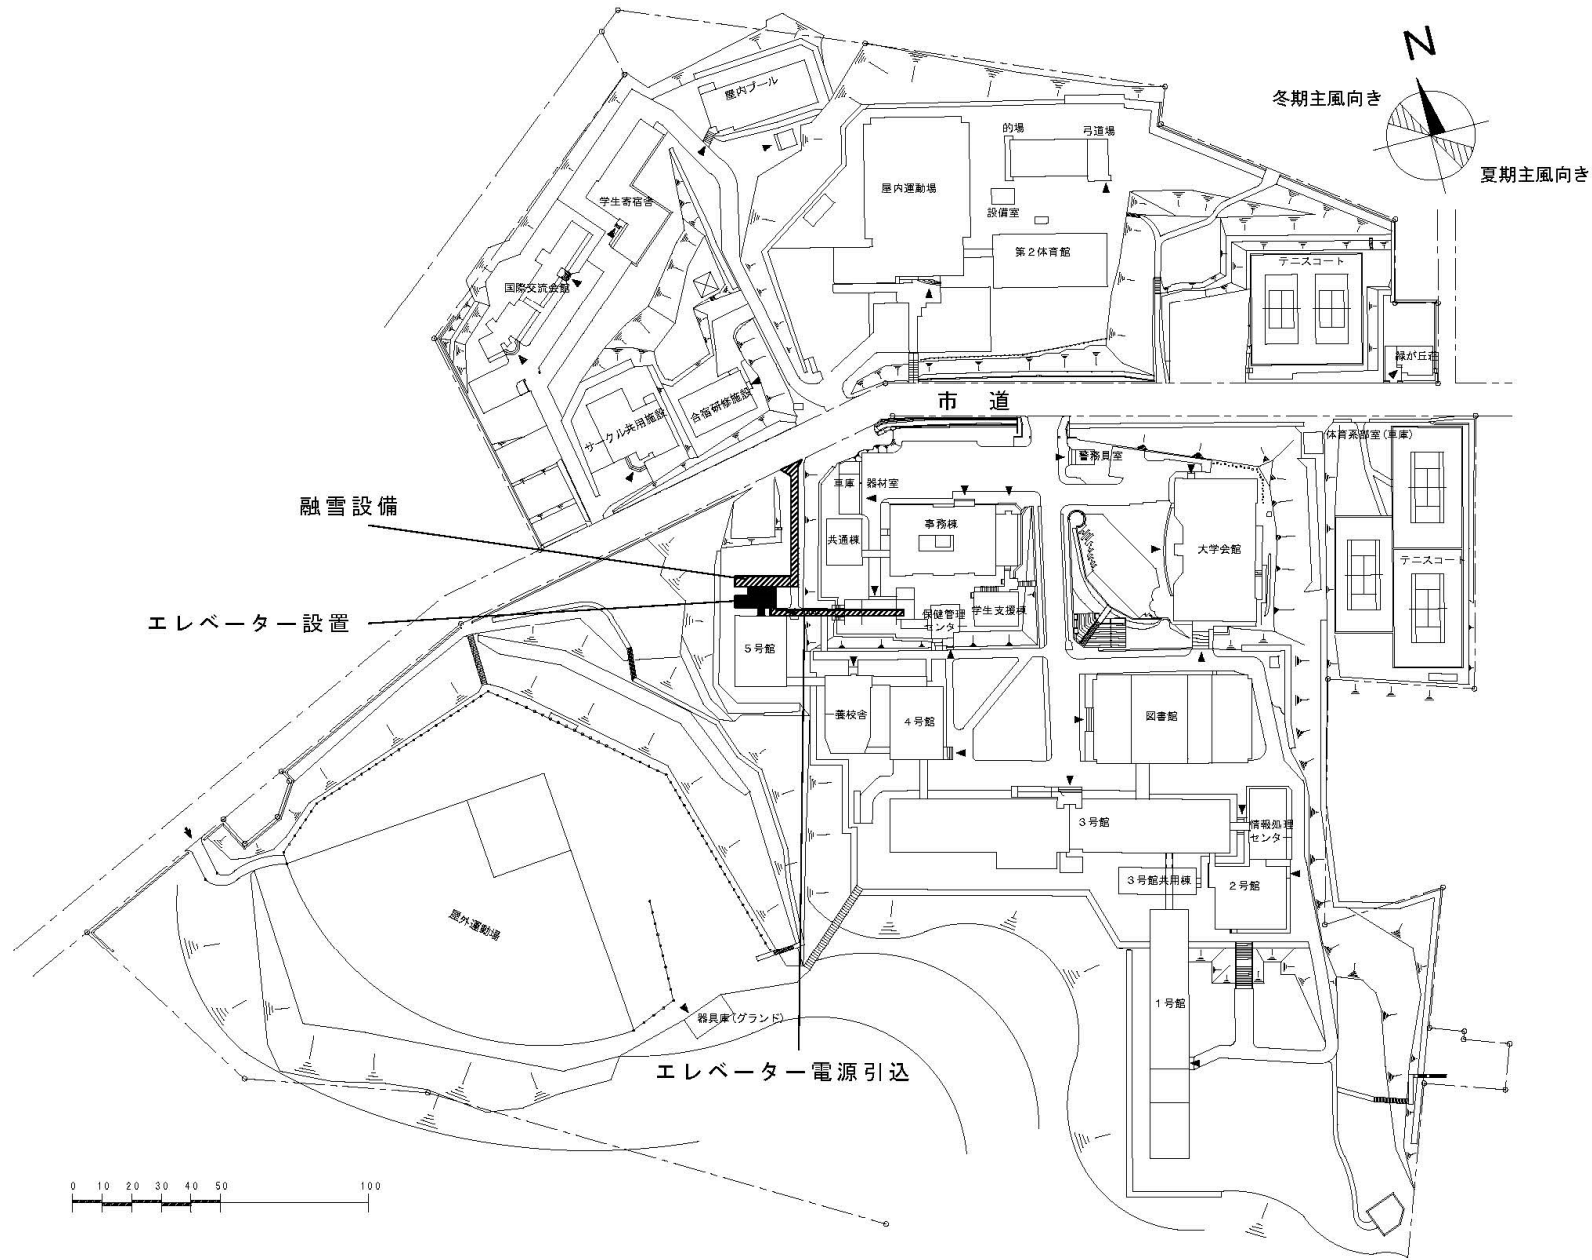 N
冬期主風向き
夏期主風向き
屋内プール
的場
弓道場
屋内運動場
設備室
第2体育館
学生寄宿舎
国際交流会館
テニスコート
緑が丘荘
サークル共用施設
合宿研修施設
市 道
体育系部室(車庫)
警務員室
車庫・器材室
融雪設備
共通棟
事務棟
大学会館
テニスコート
エレベーター設置
保健管理
センター
学生支援棟
5号館
一養校舎
4号館
図書館
3号館
情報処理
センター
3号館共用棟
2号館
屋外運動場
1号館
器具庫(グランド)
エレベーター電源引込
0 10 20 30 40 50 100